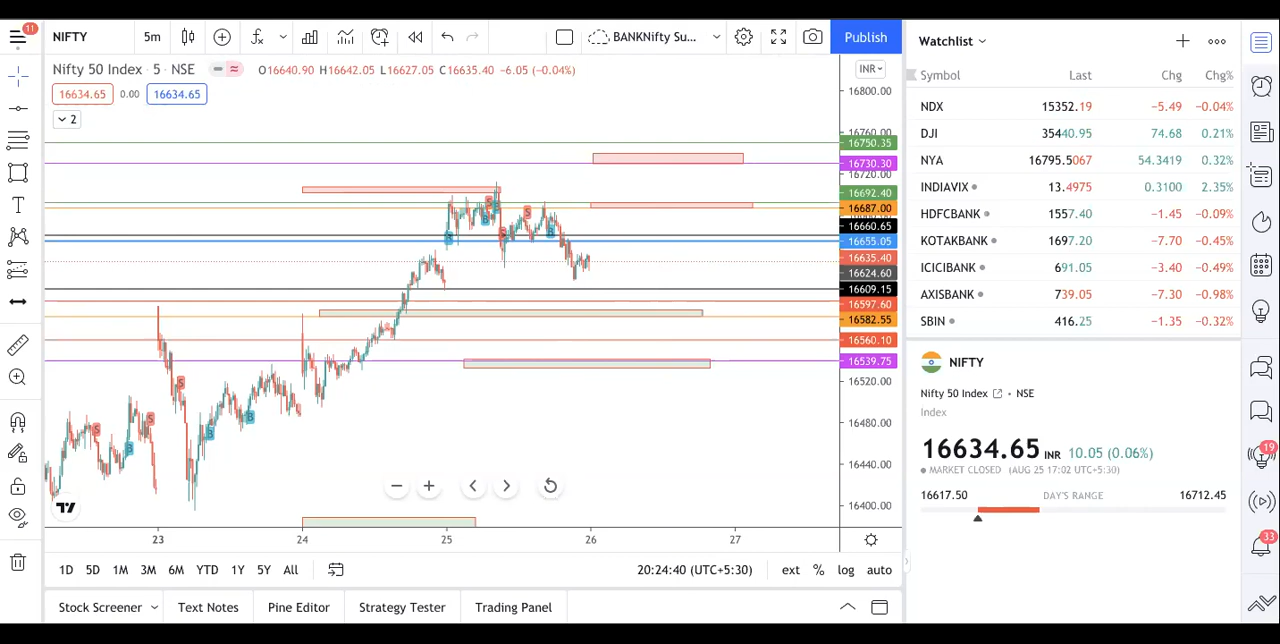 11
NIFTY
5m
BANKNifty Su...
Publish
Watchlist
Nifty 50 Index • 5 • NSE
O16640.90 H16642.05 L16627.05 C16635.40 −6.05 (−0.04%)
INR
16634.65 0.00 16634.65
2
Symbol Last Chg Chg%
NDX 15352.19 −5.49 −0.04%
DJI 35440.95 74.68 0.21%
NYA 16795.5067 54.3419 0.32%
INDIAVIX 13.4975 0.3100 2.35%
HDFCBANK 1557.40 −1.45 −0.09%
KOTAKBANK 1697.20 −7.70 −0.45%
ICICIBANK 691.05 −3.40 −0.49%
AXISBANK 739.05 −7.30 −0.98%
SBIN 416.25 −1.35 −0.32%
16800.00
16760.00
16750.35
16730.30
16720.00
16692.40
16687.00
16660.65
16655.05
16635.40
16624.60
16609.15
16597.60
16582.55
16560.10
16539.75
16520.00
16480.00
16440.00
16400.00
S S B B S S B B
S S S B B B
23 24 25 26 27
NIFTY
Nifty 50 Index • NSE
Index
16634.65 INR 10.05 (0.06%)
MARKET CLOSED (AUG 25 17:02 UTC+5:30)
16617.50 DAY'S RANGE 16712.45
19
33
1D 5D 1M 3M 6M YTD 1Y 5Y All
20:24:40 (UTC+5:30) ext % log auto
Stock Screener Text Notes Pine Editor Strategy Tester Trading Panel